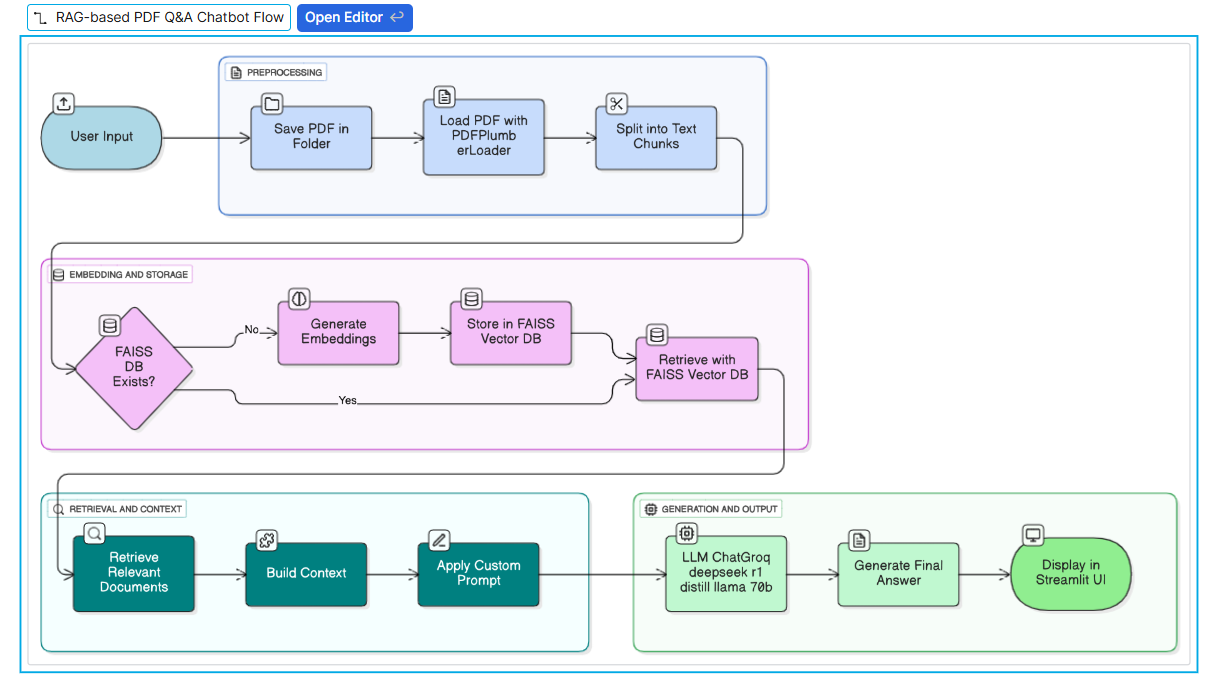 RAG-based PDF Q&A Chatbot Flow
Open Editor
PREPROCESSING
User Input
Save PDF in
Folder
Load PDF with
PDFPlumb
erLoader
Split into Text
Chunks
EMBEDDING AND STORAGE
FAISS
DB
Exists?
No
Generate
Embeddings
Store in FAISS
Vector DB
Yes
Retrieve with
FAISS Vector DB
RETRIEVAL AND CONTEXT
Retrieve
Relevant
Documents
Build Context
Apply Custom
Prompt
GENERATION AND OUTPUT
LLM ChatGroq
deepseek r1
distill llama 70b
Generate Final
Answer
Display in
Streamlit UI